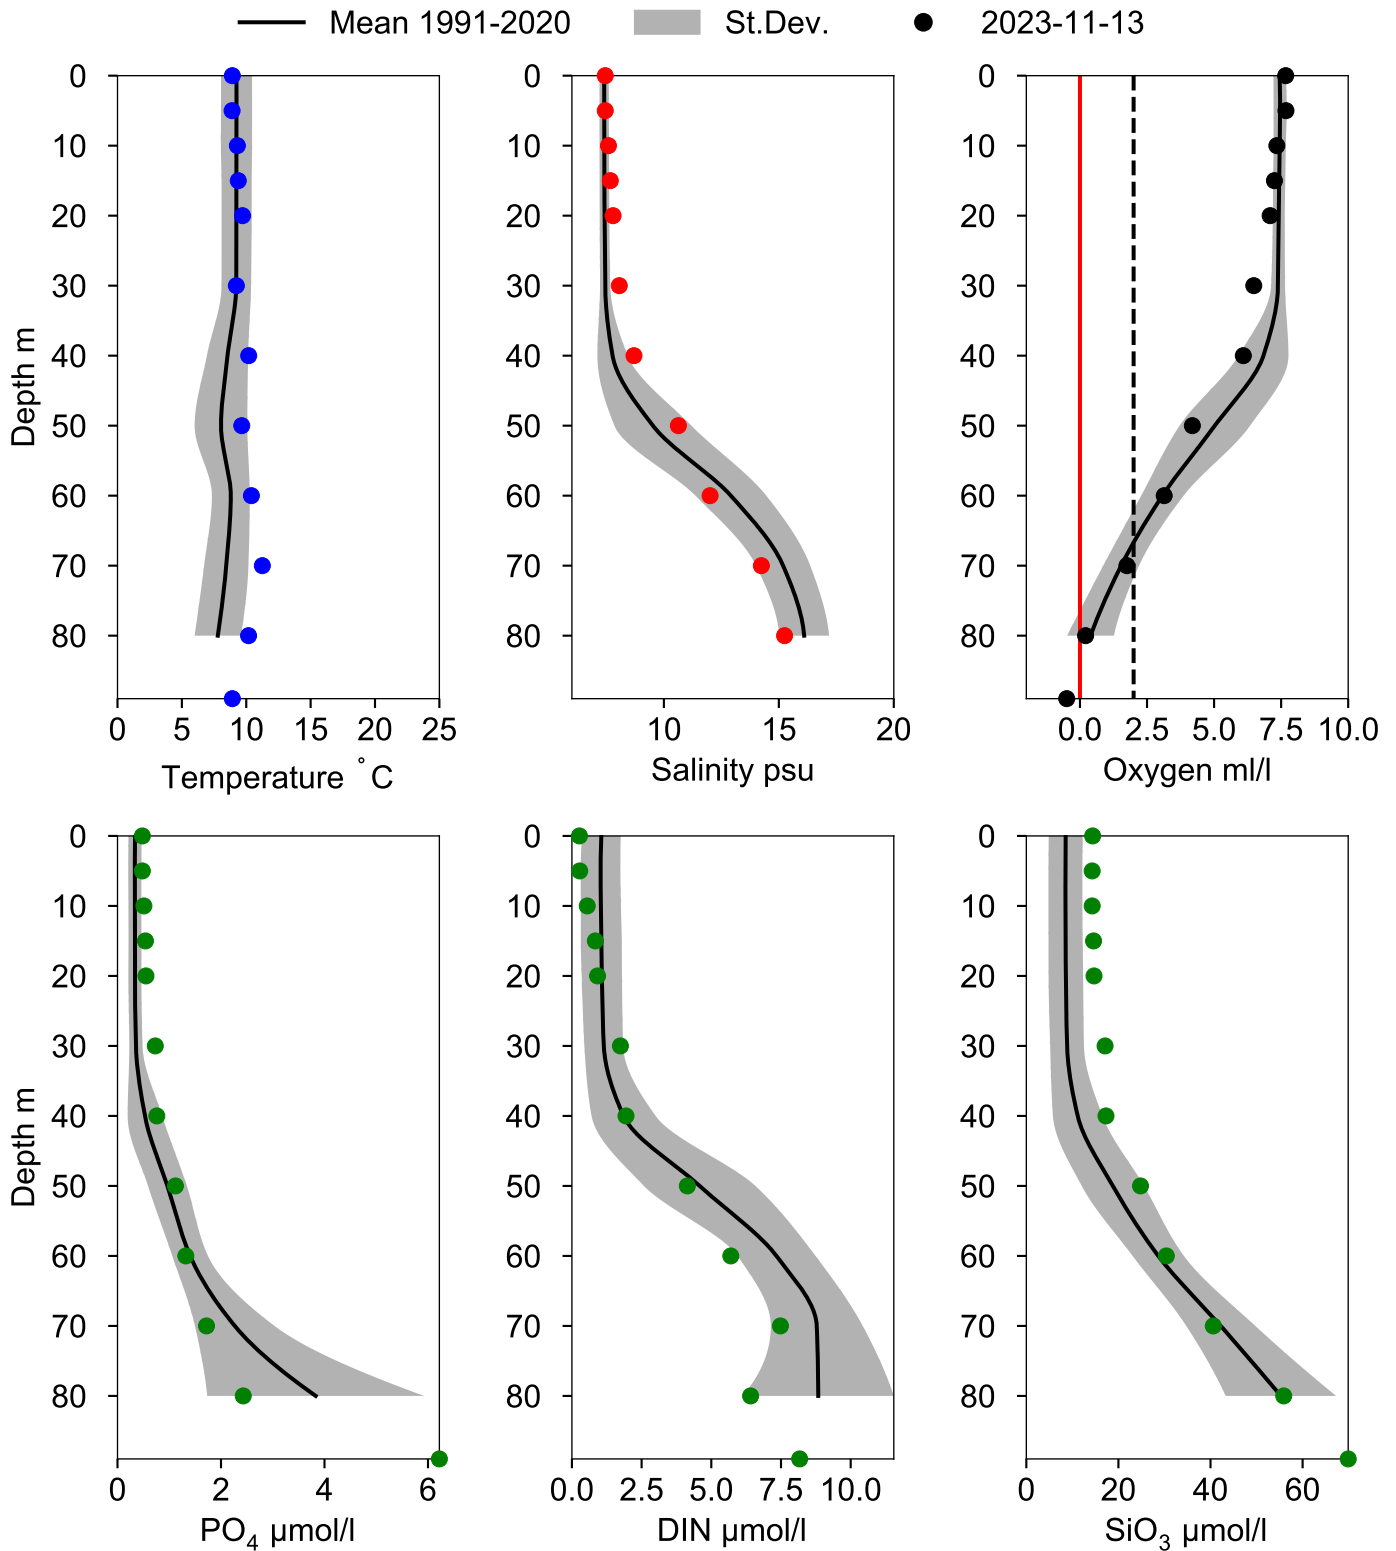 Mean 1991-2020 St.Dev. 2023-11-13
0 0 0
10 10 10
20 20 20
30 30 30
40 40 40
50 50 50
60 60 60
70 70 70
80 80 80
Depth m
0 5 10 15 20 25 10 15 20 0.0 2.5 5.0 7.5 10.0
Temperature °C Salinity psu Oxygen ml/l
0 0 0
10 10 10
20 20 20
30 30 30
40 40 40
50 50 50
60 60 60
70 70 70
80 80 80
Depth m
0 2 4 6 0.0 2.5 5.0 7.5 10.0 0 20 40 60
PO₄ μmol/l DIN μmol/l SiO₃ μmol/l